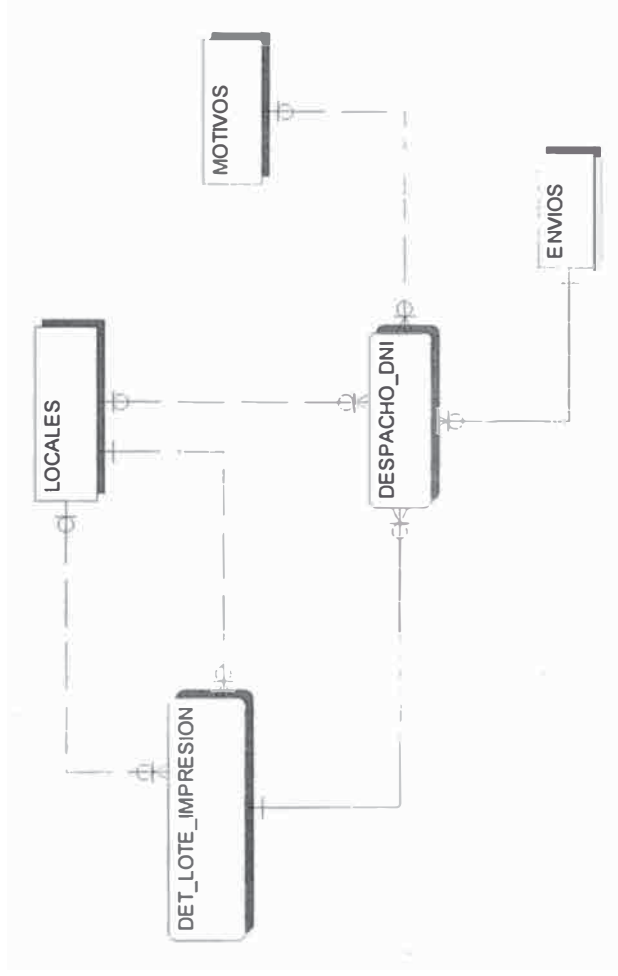 MOTIVOS
LOCALES
ENVIOS
DESPACHO_DNI
DET_LOTE_IMPRESION